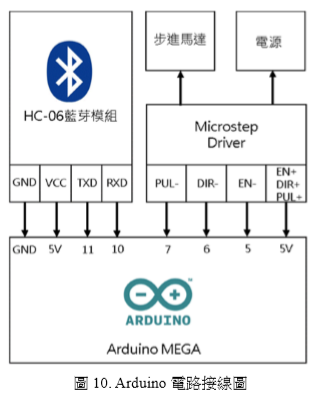 步進馬達
電源
HC-06藍芽模組
Microstep
Driver
GND VCC TXD RXD
PUL- DIR- EN- EN+
DIR+
PUL+
GND 5V 11 10 7 6 5 5V
ARDUINO
Arduino MEGA
圖 10. Arduino 電路接線圖